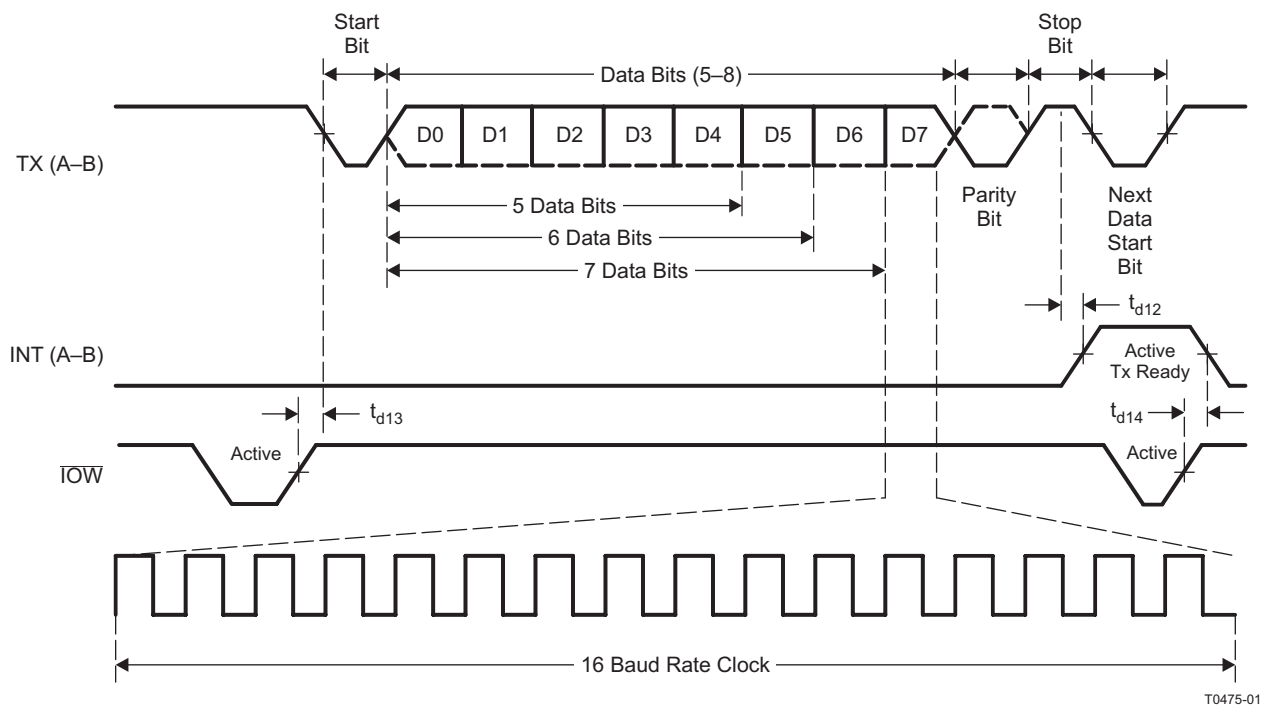 Start
Bit
Stop
Bit
Data Bits (5–8)
TX (A–B)
D0 D1 D2 D3 D4 D5 D6 D7
Parity
Bit
Next
Data
Start
Bit
5 Data Bits
6 Data Bits
7 Data Bits
td12
INT (A–B)
Active
Tx Ready
td13
td14
IOW
Active
Active
16 Baud Rate Clock
T0475-01